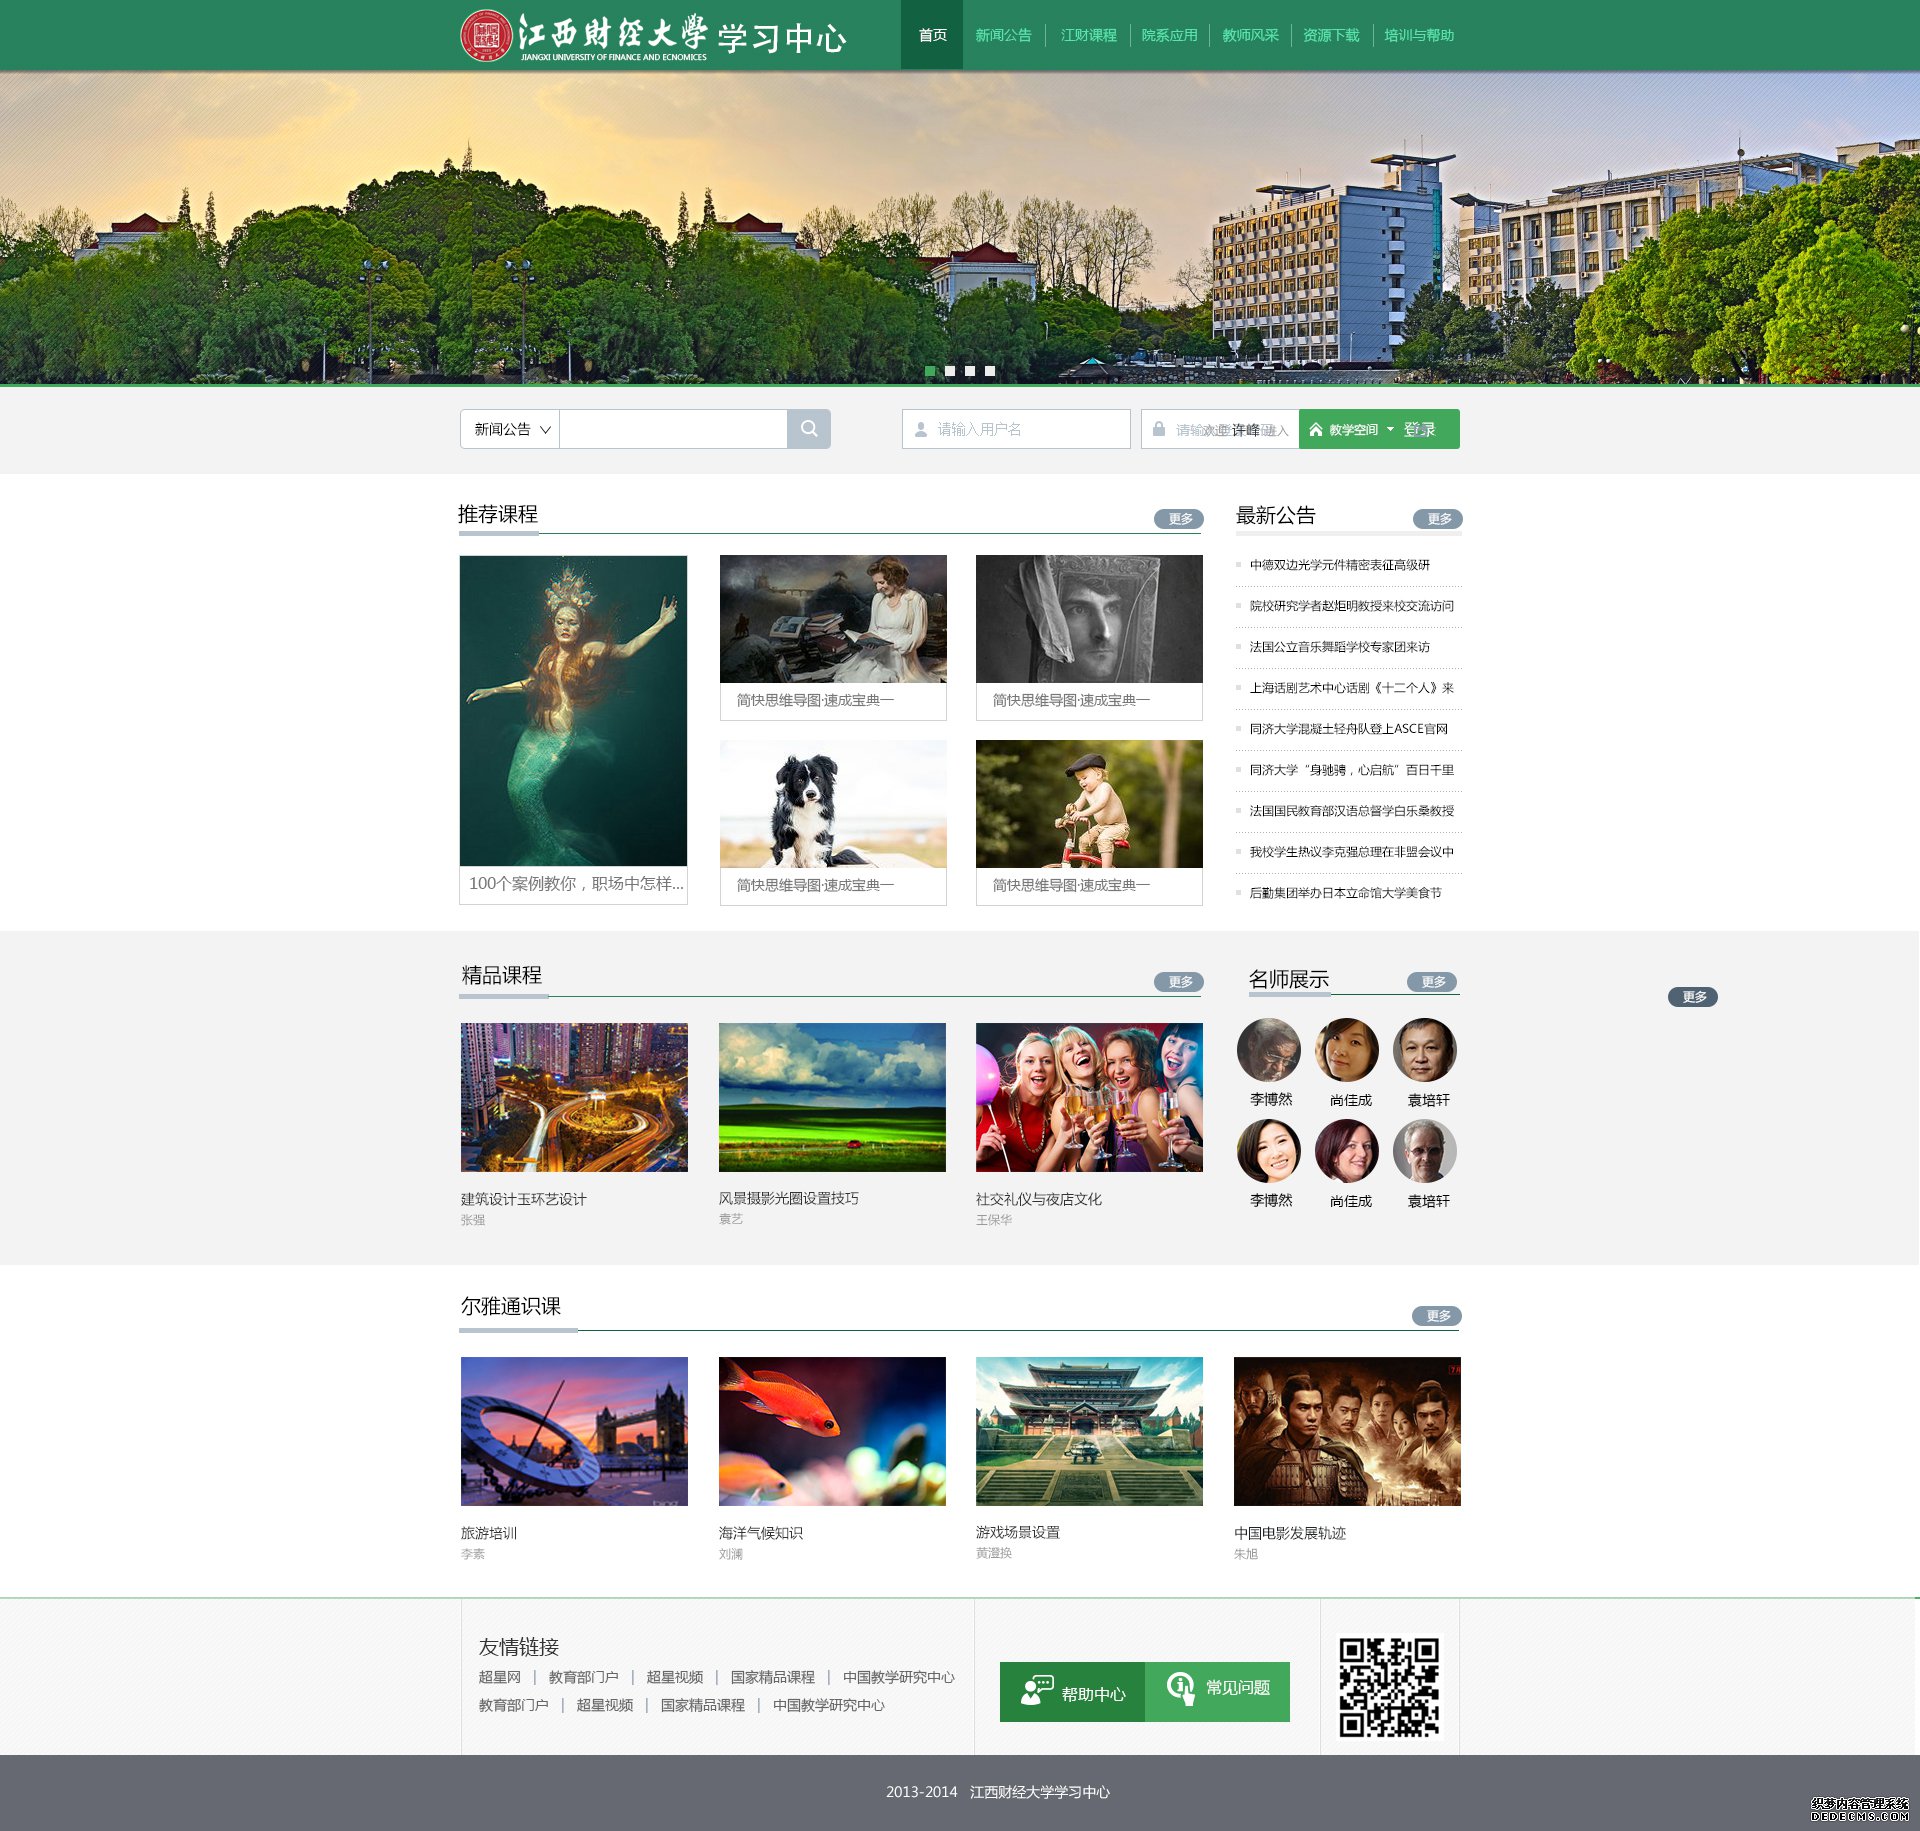 江西财经大学 学习中心
JIANGXI UNIVERSITY OF FINANCE AND ECNOMICES
首页 新闻公告 江财课程 院系应用 教师风采 资源下载 培训与帮助
新闻公告 请输入用户名 请输入 欢迎 许峰 进入 教学空间 登录
推荐课程 更多
100个案例教你，职场中怎样...
简快思维导图·速成宝典一
简快思维导图·速成宝典一
简快思维导图·速成宝典一
简快思维导图·速成宝典一
最新公告 更多
中德双边光学元件精密表征高级研
院校研究学者赵炬明教授来校交流访问
法国公立音乐舞蹈学校专家团来访
上海话剧艺术中心话剧《十二个人》来
同济大学混凝土轻舟队登上ASCE官网
同济大学“身驰骋，心启航”百日千里
法国国民教育部汉语总督学白乐桑教授
我校学生热议李克强总理在非盟会议中
后勤集团举办日本立命馆大学美食节
精品课程 更多
建筑设计玉环艺设计
张强
风景摄影光圈设置技巧
袁艺
社交礼仪与夜店文化
王保华
名师展示 更多
更多
李博然 尚佳成 袁培轩
李博然 尚佳成 袁培轩
尔雅通识课 更多
旅游培训
李素
海洋气候知识
刘澜
游戏场景设置
黄灃换
中国电影发展轨迹
朱旭
友情链接
超星网 | 教育部门户 | 超星视频 | 国家精品课程 | 中国教学研究中心
教育部门户 | 超星视频 | 国家精品课程 | 中国教学研究中心
帮助中心 常见问题
2013-2014 江西财经大学学习中心
织梦内容管理系统
DEDECMS.COM